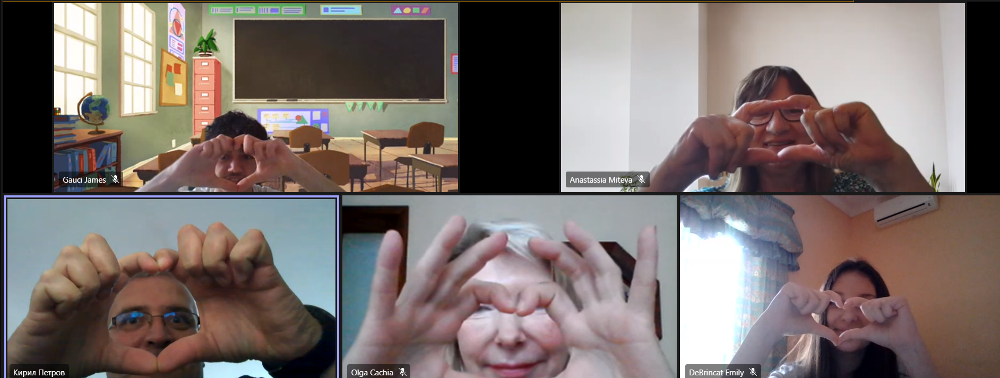 Gauci James
Anastassia Miteva
Кирил Петров
Olga Cachia
DeBrincat Emily